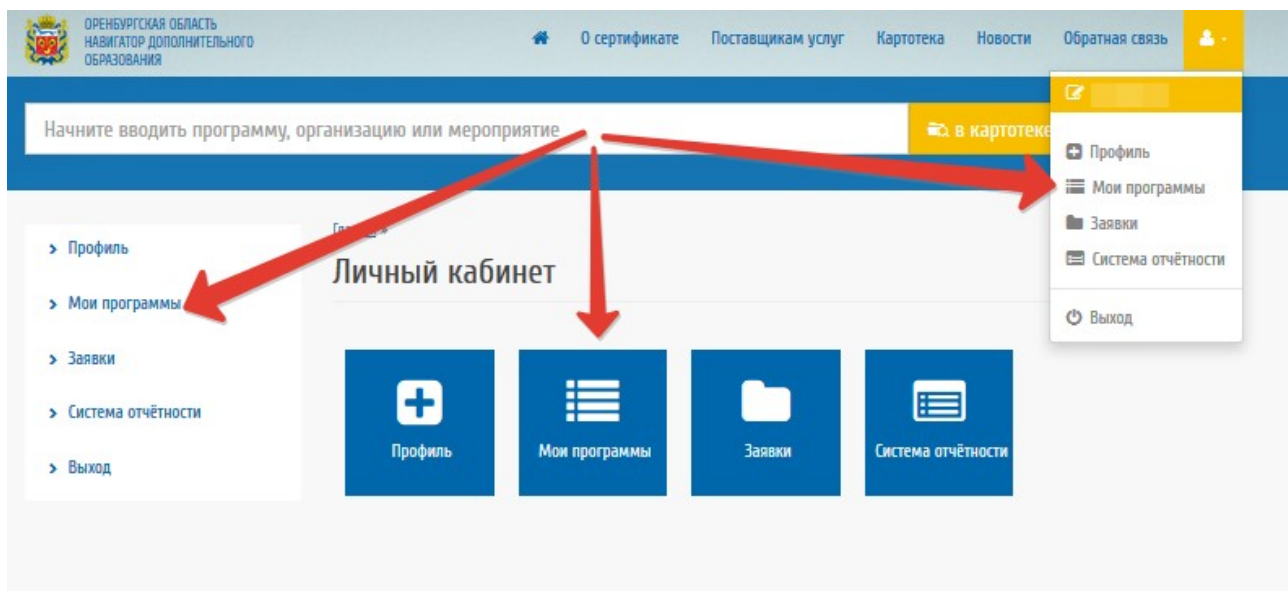 ОРЕНБУРГСКАЯ ОБЛАСТЬ
НАВИГАТОР ДОПОЛНИТЕЛЬНОГО
ОБРАЗОВАНИЯ
О сертификате
Поставщикам услуг
Картотека
Новости
Обратная связь
Начните вводить программу, организацию или мероприятие
в картотеке
Профиль
Мои программы
Заявки
Система отчётности
Выход
Профиль
Мои программы
Заявки
Система отчётности
Выход
Личный кабинет
Профиль
Мои программы
Заявки
Система отчётности